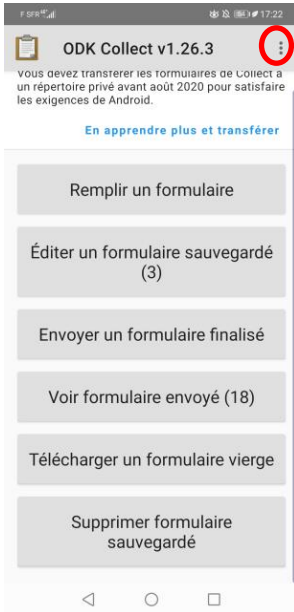 F SFR 17:22
ODK Collect v1.26.3
Vous devez transférer les formulaires de Collect à
un répertoire privé avant août 2020 pour satisfaire
les exigences de Android.
En apprendre plus et transférer
Remplir un formulaire
Éditer un formulaire sauvegardé
(3)
Envoyer un formulaire finalisé
Voir formulaire envoyé (18)
Télécharger un formulaire vierge
Supprimer formulaire
sauvegardé